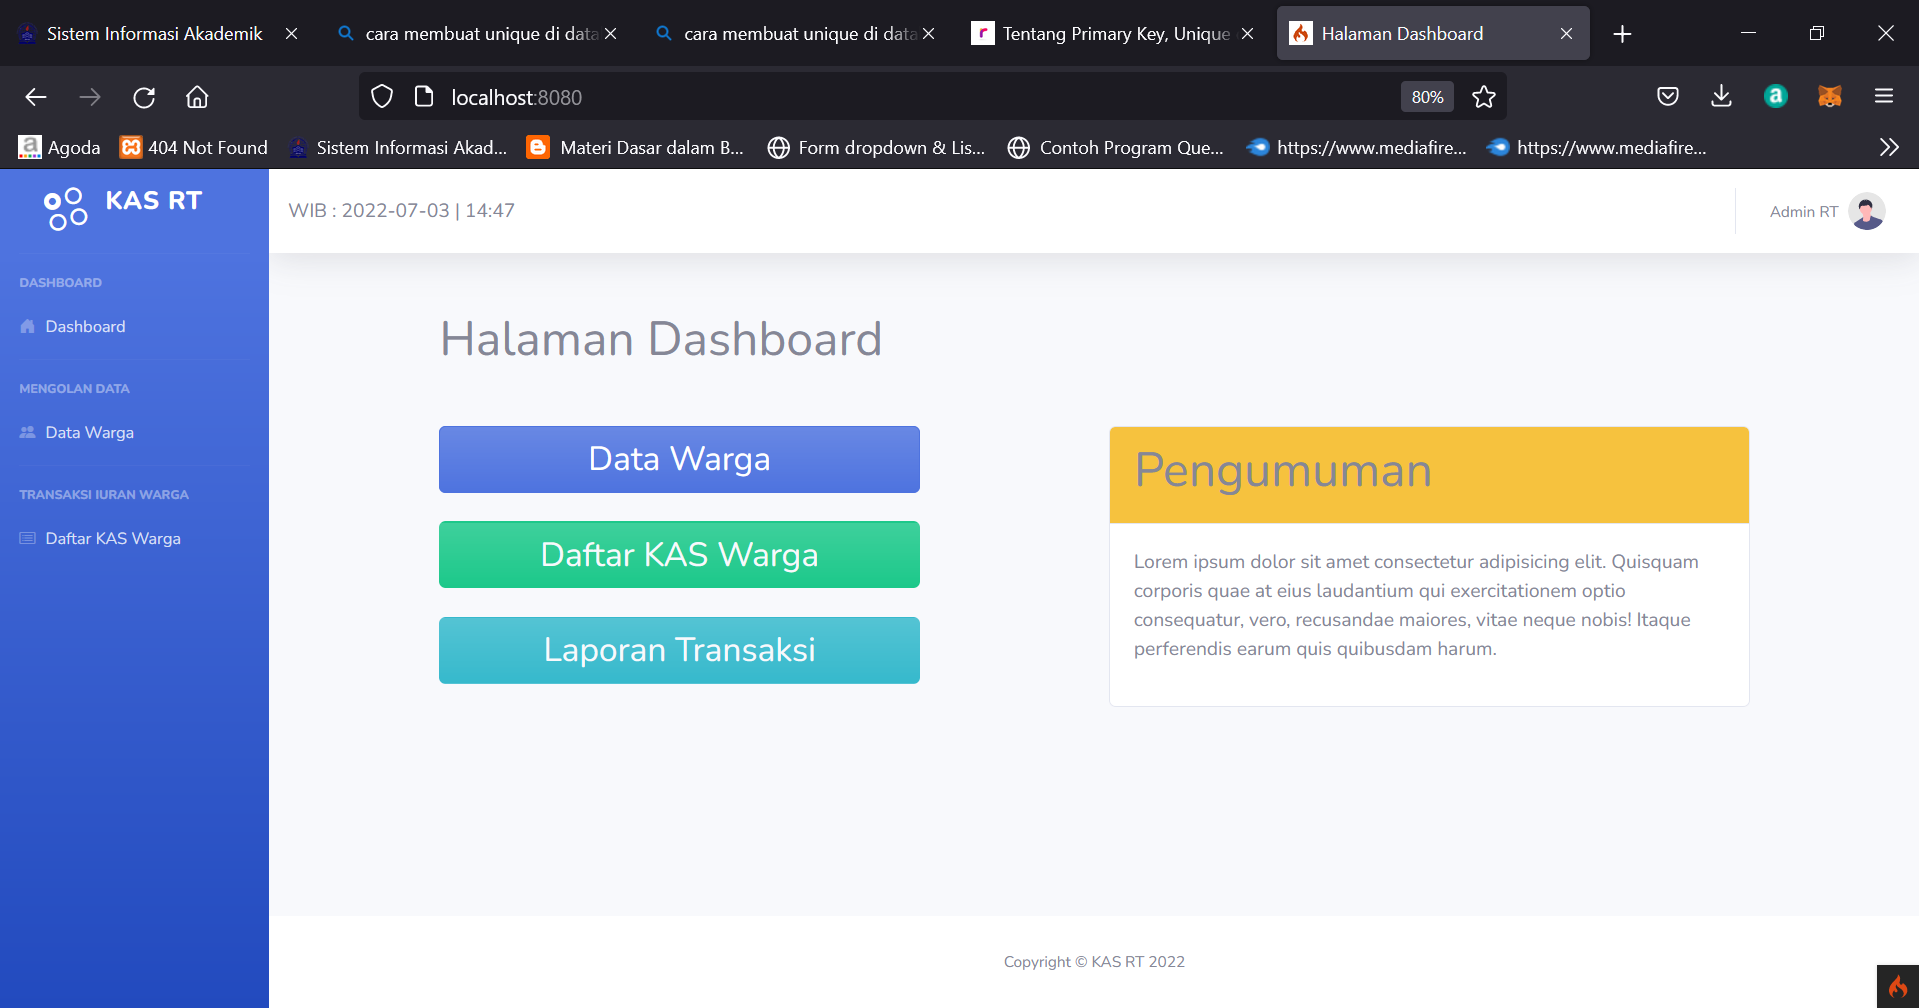 Sistem Informasi Akademik
cara membuat unique di data
cara membuat unique di data
Tentang Primary Key, Unique
Halaman Dashboard
localhost:8080
80%
Agoda
404 Not Found
Sistem Informasi Akad...
Materi Dasar dalam B...
Form dropdown & Lis...
Contoh Program Que...
https://www.mediafire...
https://www.mediafire...
KAS RT
WIB : 2022-07-03 | 14:47
Admin RT
DASHBOARD
Dashboard
MENGOLAN DATA
Data Warga
TRANSAKSI IURAN WARGA
Daftar KAS Warga
Halaman Dashboard
Data Warga
Daftar KAS Warga
Laporan Transaksi
Pengumuman
Lorem ipsum dolor sit amet consectetur adipisicing elit. Quisquam
corporis quae at eius laudantium qui exercitationem optio
consequatur, vero, recusandae maiores, vitae neque nobis! Itaque
perferendis earum quis quibusdam harum.
Copyright © KAS RT 2022